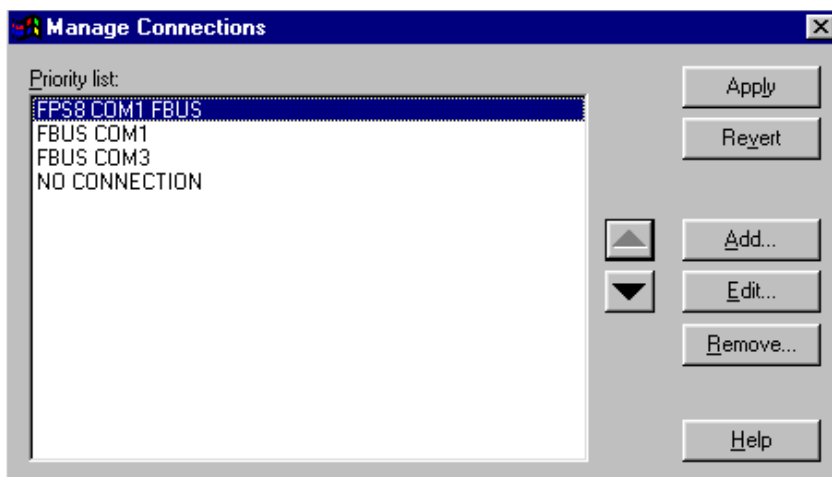 Manage Connections
Priority list:
FPS8 COM1 FBUS
FBUS COM1
FBUS COM3
NO CONNECTION
Apply
Revert
Add...
Edit...
Remove...
Help